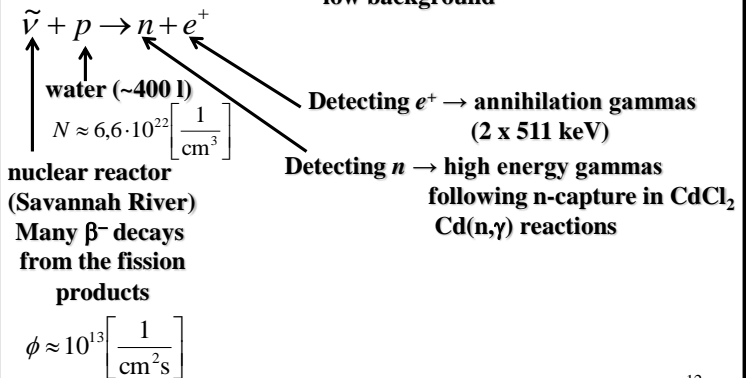 low background
ν̃ + p → n + e⁺
water (~400 l)
N ≈ 6,6·10²² [1/cm³]
Detecting e⁺ → annihilation gammas
(2 x 511 keV)
Detecting n → high energy gammas
following n-capture in CdCl₂
Cd(n,γ) reactions
nuclear reactor
(Savannah River)
Many β⁻ decays
from the fission
products
ϕ ≈ 10¹³ [1/cm²s]